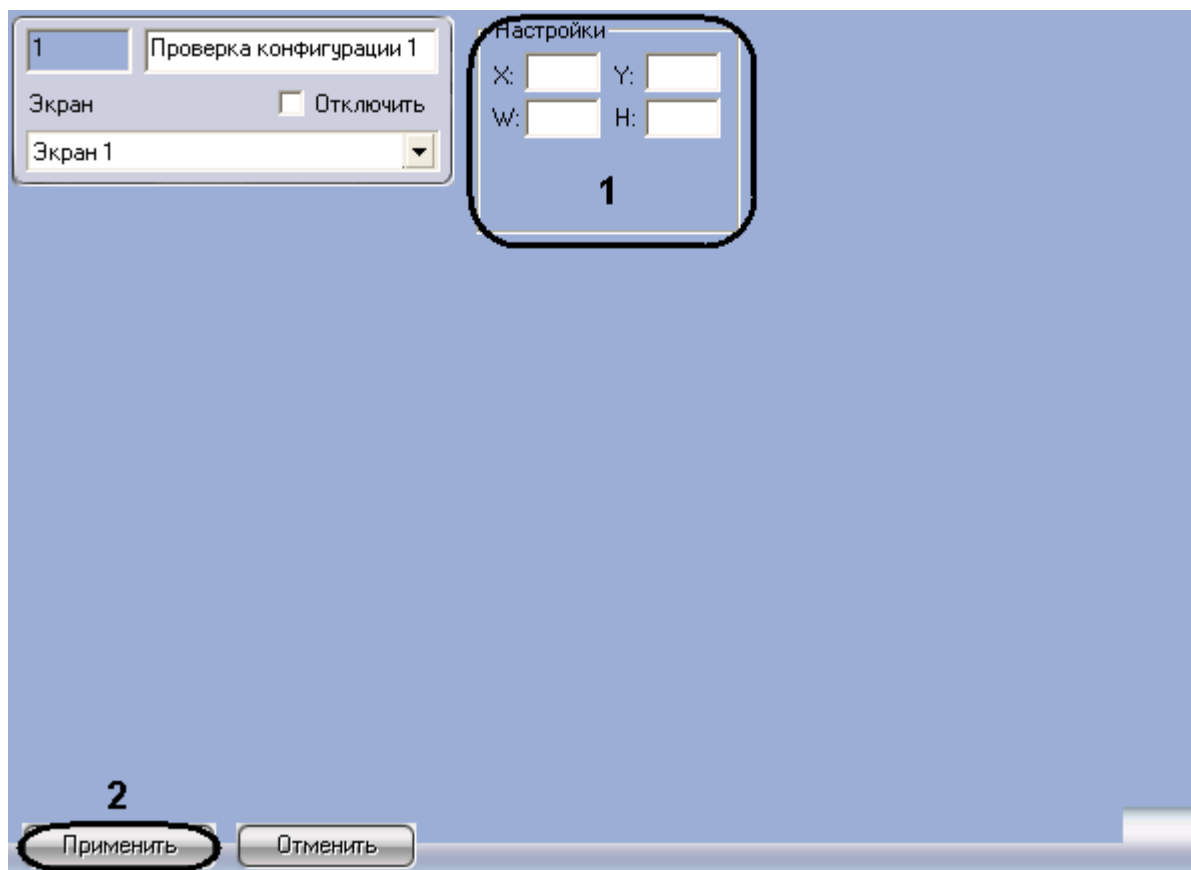 1 Проверка конфигурации 1
Экран Отключить
Экран 1
Настройки
X: Y:
W: H:
1
2
Применить Отменить